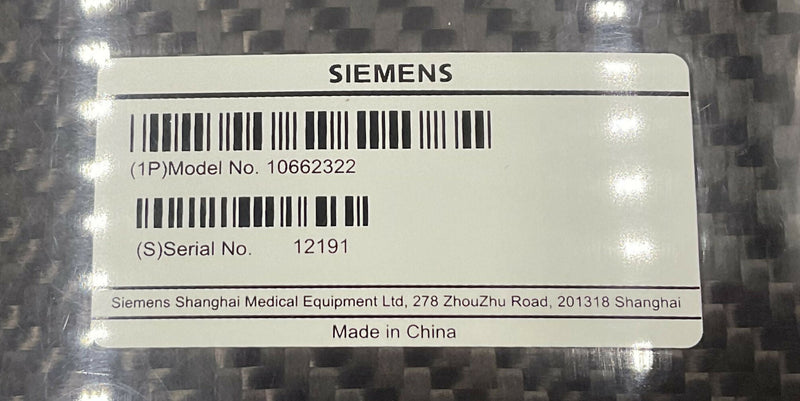 SIEMENS
(1P)Model No. 10662322
(S)Serial No. 12191
Siemens Shanghai Medical Equipment Ltd, 278 ZhouZhu Road, 201318 Shanghai
Made in China